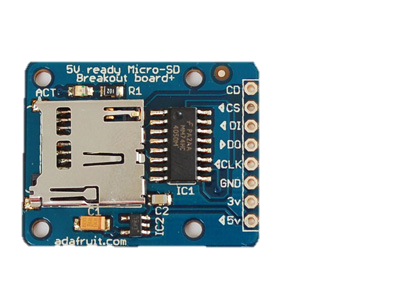 5V ready Micro-SD
Breakout board+
ACT
R1
CD
CS
DI
DO
CLK
GND
3v
5v
IC1
C1
C2
IC2
adafruit.com